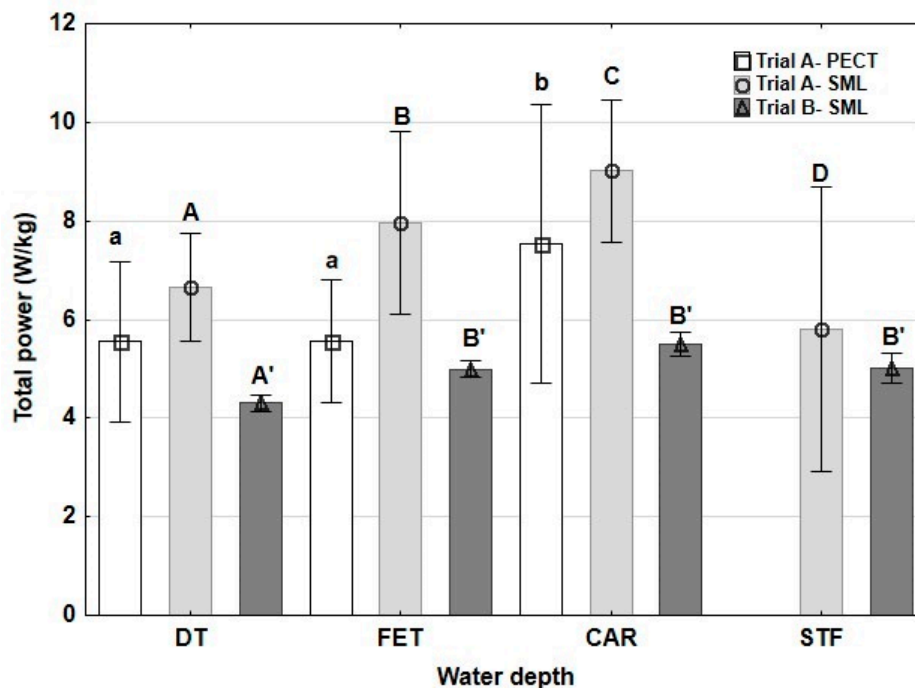 12
10
8
6
4
2
0
Total power (W/kg)
a
A
A'
a
B
B'
b
C
B'
D
B'
Trial A- PECT
Trial A- SML
Trial B- SML
DT FET CAR STF
Water depth